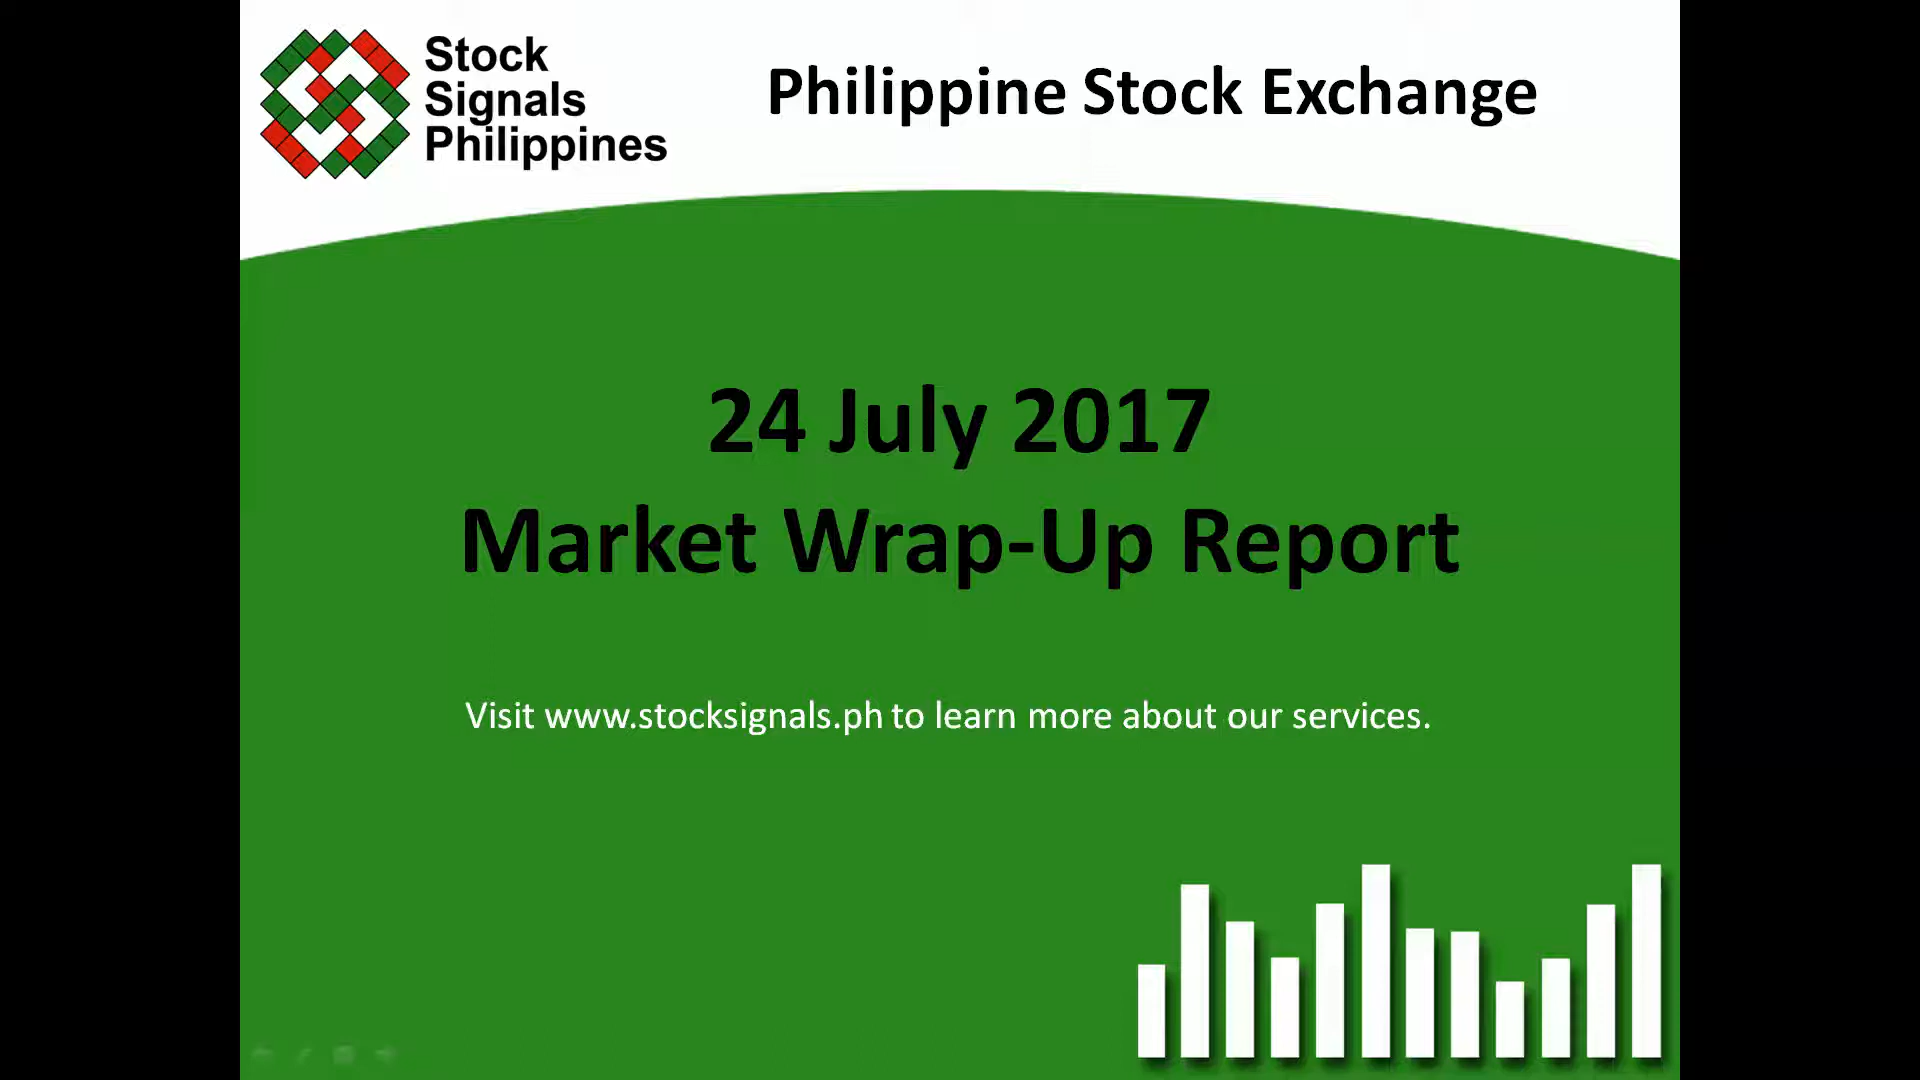 Stock
Signals
Philippines
Philippine Stock Exchange
24 July 2017
Market Wrap-Up Report
Visit www.stocksignals.ph to learn more about our services.